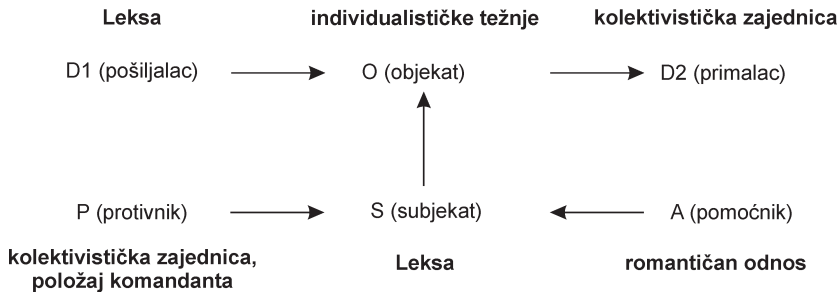 Leksa individualističke težnje kolektivistička zajednica
D1 (pošiljalac) O (objekat) D2 (primalac)
P (protivnik) S (subjekat) A (pomoćnik)
kolektivistička zajednica,
položaj komandanta
Leksa romantičan odnos